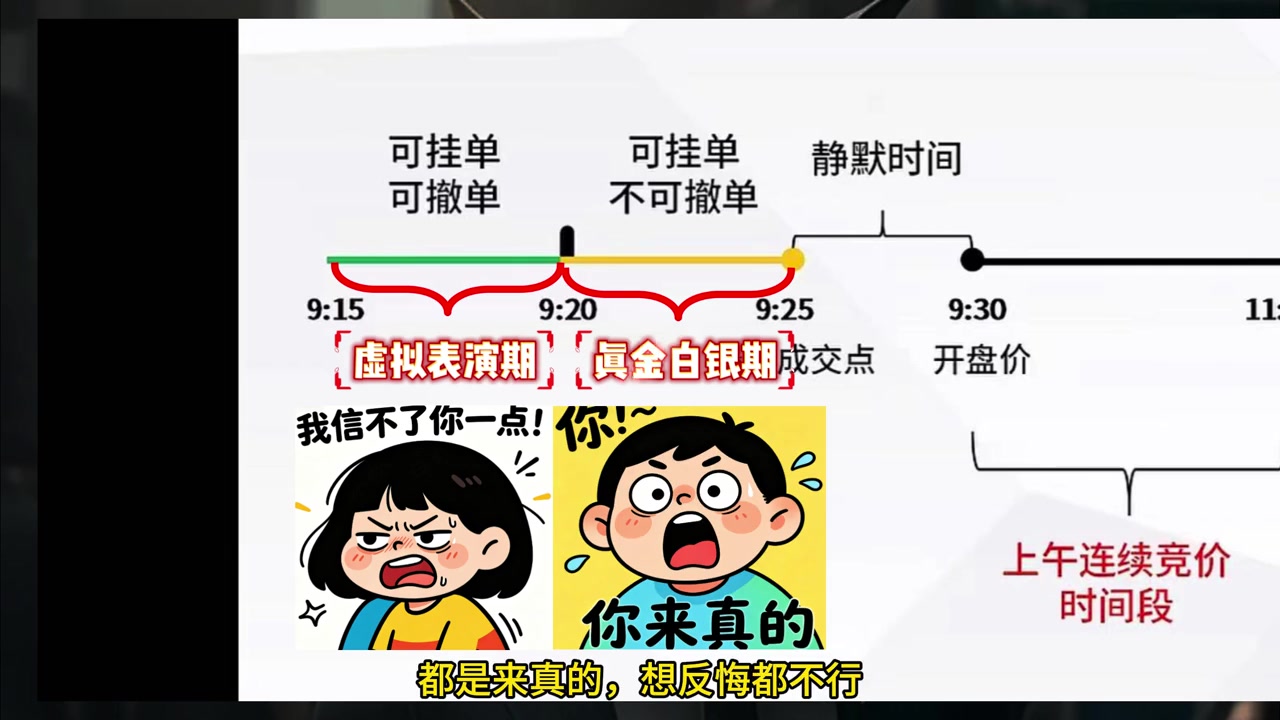 可挂单
可撤单
可挂单
不可撤单
静默时间
9:15
9:20
9:25
9:30
11:
虚拟表演期
真金白银期
成交点
开盘价
我信不了你一点!
你!~
你来真的
上午连续竞价
时间段
都是来真的，想反悔都不行